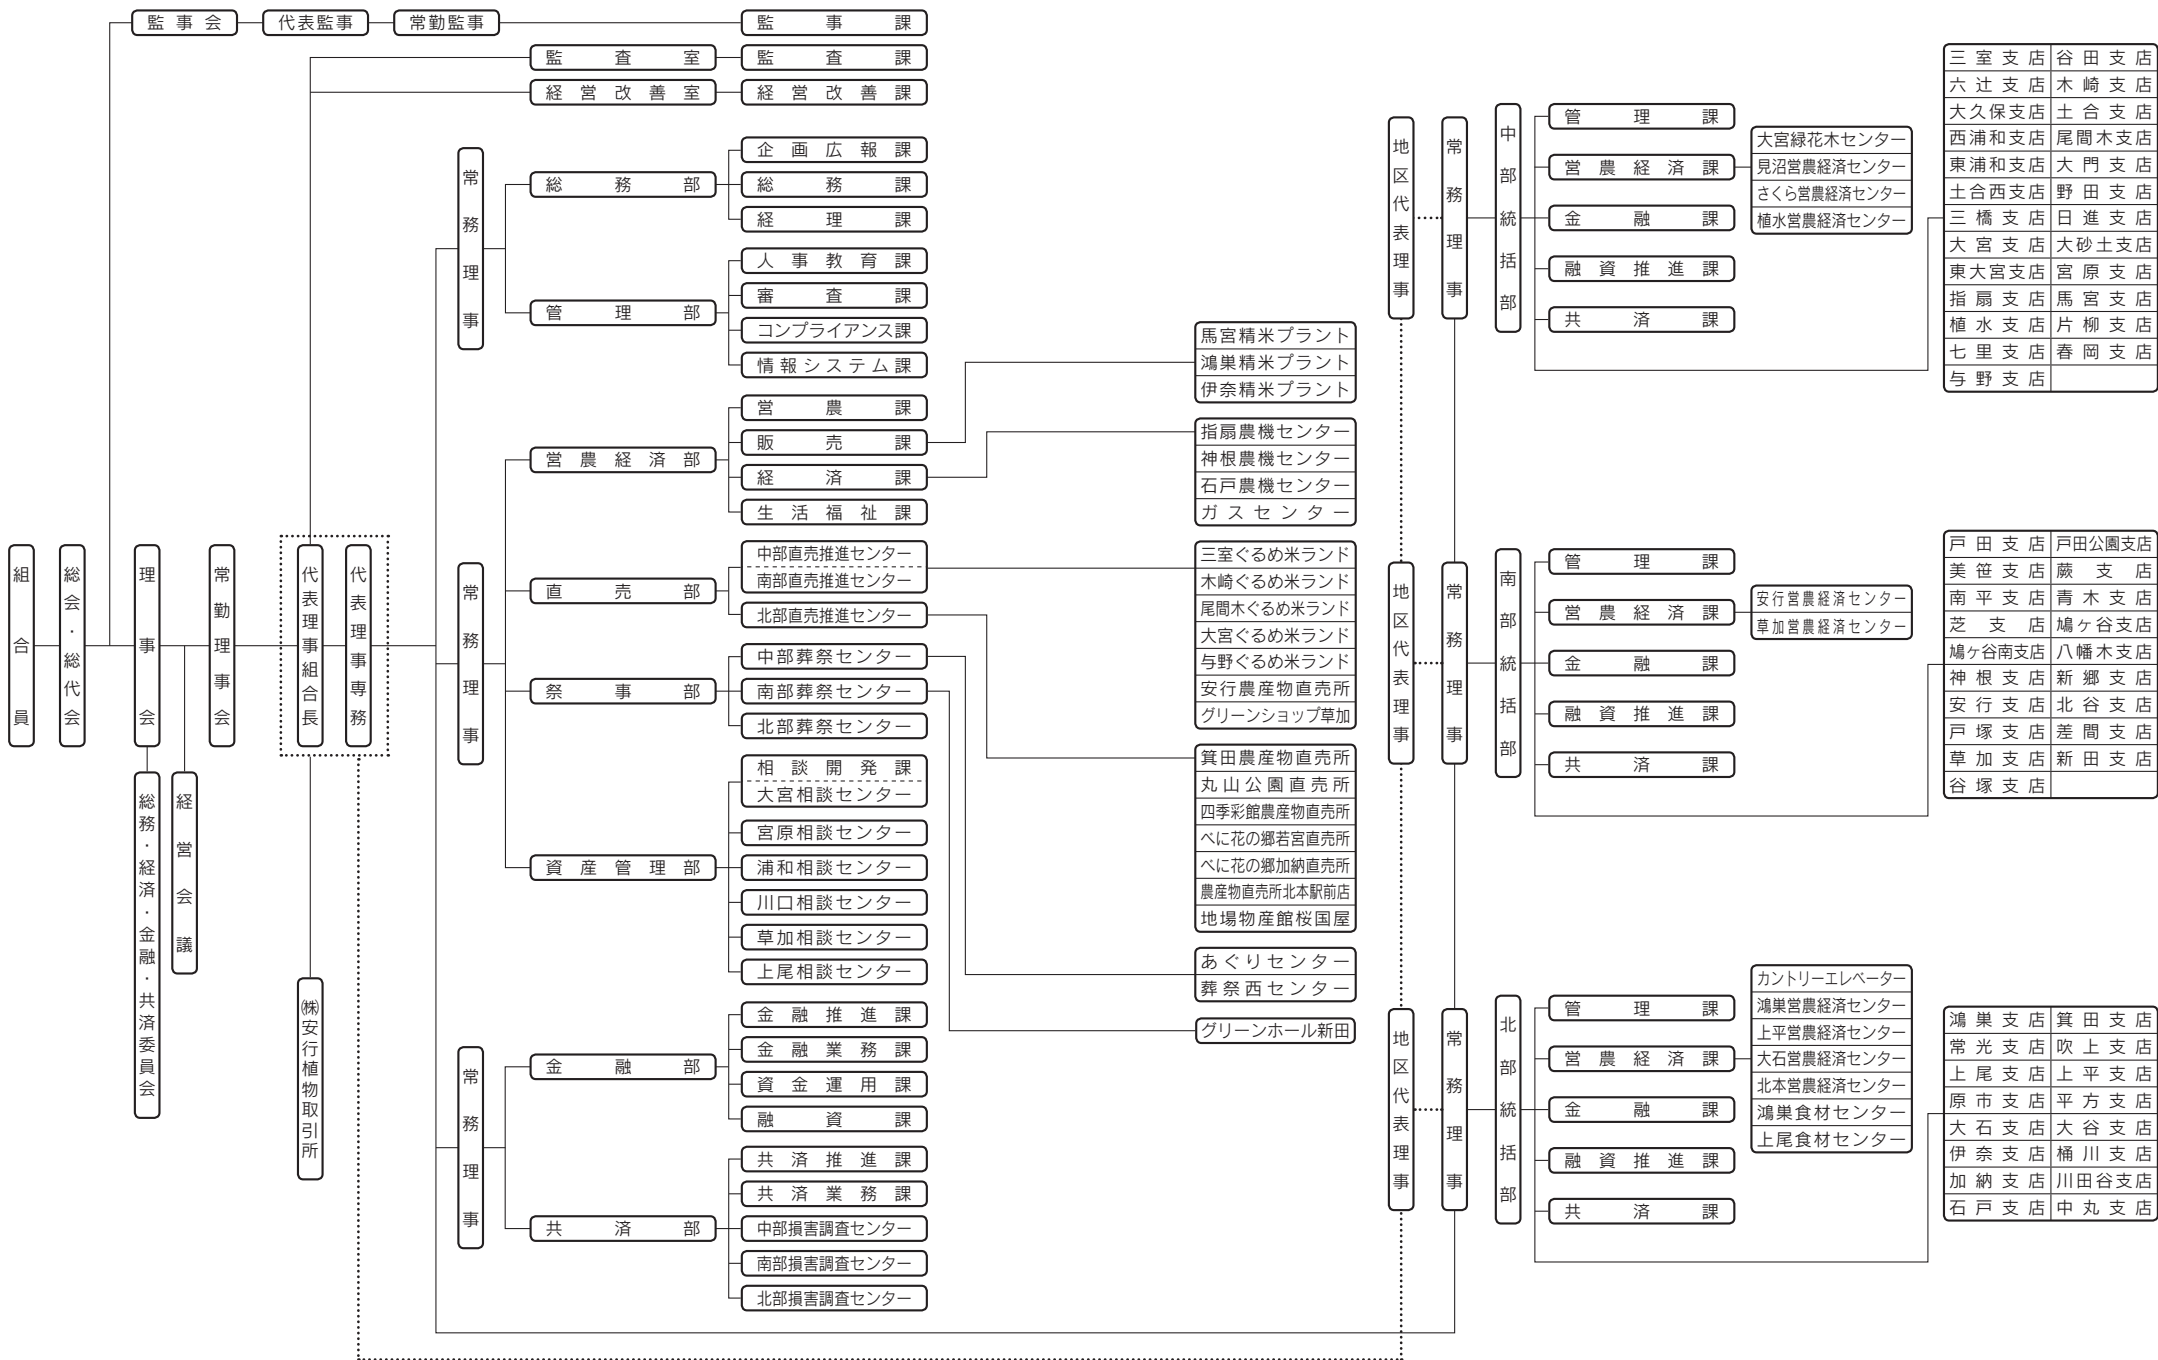 監事会
代表監事
常勤監事
監事課
監査室
監査課
経営改善室
経営改善課
組合員
総会・総代会
理事会
常勤理事会
代表理事組合長
代表理事専務
総務・経済・金融・共済委員会
経営会議
㈱安行植物取引所
常務理事
総務部
企画広報課
総務課
経理課
管理部
人事教育課
審査課
コンプライアンス課
情報システム課
常務理事
営農経済部
営農課
販売課
経済課
生活福祉課
直売部
中部直売推進センター
南部直売推進センター
北部直売推進センター
祭事部
中部葬祭センター
南部葬祭センター
北部葬祭センター
資産管理部
相談開発課
大宮相談センター
宮原相談センター
浦和相談センター
川口相談センター
草加相談センター
上尾相談センター
常務理事
金融部
金融推進課
金融業務課
資金運用課
融資課
共済部
共済推進課
共済業務課
中部損害調査センター
南部損害調査センター
北部損害調査センター
馬宮精米プラント
鴻巣精米プラント
伊奈精米プラント
指扇農機センター
神根農機センター
石戸農機センター
ガスセンター
三室ぐるめ米ランド
木崎ぐるめ米ランド
尾間木ぐるめ米ランド
大宮ぐるめ米ランド
与野ぐるめ米ランド
安行農産物直売所
グリーンショップ草加
箕田農産物直売所
丸山公園直売所
四季彩館農産物直売所
べに花の郷若宮直売所
べに花の郷加納直売所
農産物直売所北本駅前店
地場物産館桜国屋
あぐりセンター
葬祭西センター
グリーンホール新田
地区代表理事
常務理事
中部統括部
管理課
営農経済課
金融課
融資推進課
共済課
大宮緑花木センター
見沼営農経済センター
さくら営農経済センター
植水営農経済センター
三室支店 谷田支店
六辻支店 木崎支店
大久保支店 土合支店
西浦和支店 尾間木支店
東浦和支店 大門支店
土合西支店 野田支店
三橋支店 日進支店
大宮支店 大砂土支店
東大宮支店 宮原支店
指扇支店 馬宮支店
植水支店 片柳支店
七里支店 春岡支店
与野支店
地区代表理事
常務理事
南部統括部
管理課
営農経済課
金融課
融資推進課
共済課
安行営農経済センター
草加営農経済センター
戸田支店 戸田公園支店
美笹支店 蕨支店
南平支店 青木支店
芝支店 鳩ヶ谷支店
鳩ヶ谷南支店 八幡木支店
神根支店 新郷支店
安行支店 北谷支店
戸塚支店 差間支店
草加支店 新田支店
谷塚支店
地区代表理事
常務理事
北部統括部
管理課
営農経済課
金融課
融資推進課
共済課
カントリーエレベーター
鴻巣営農経済センター
上平営農経済センター
大石営農経済センター
北本営農経済センター
鴻巣食材センター
上尾食材センター
鴻巣支店 箕田支店
常光支店 吹上支店
上尾支店 上平支店
原市支店 平方支店
大石支店 大谷支店
伊奈支店 桶川支店
加納支店 川田谷支店
石戸支店 中丸支店